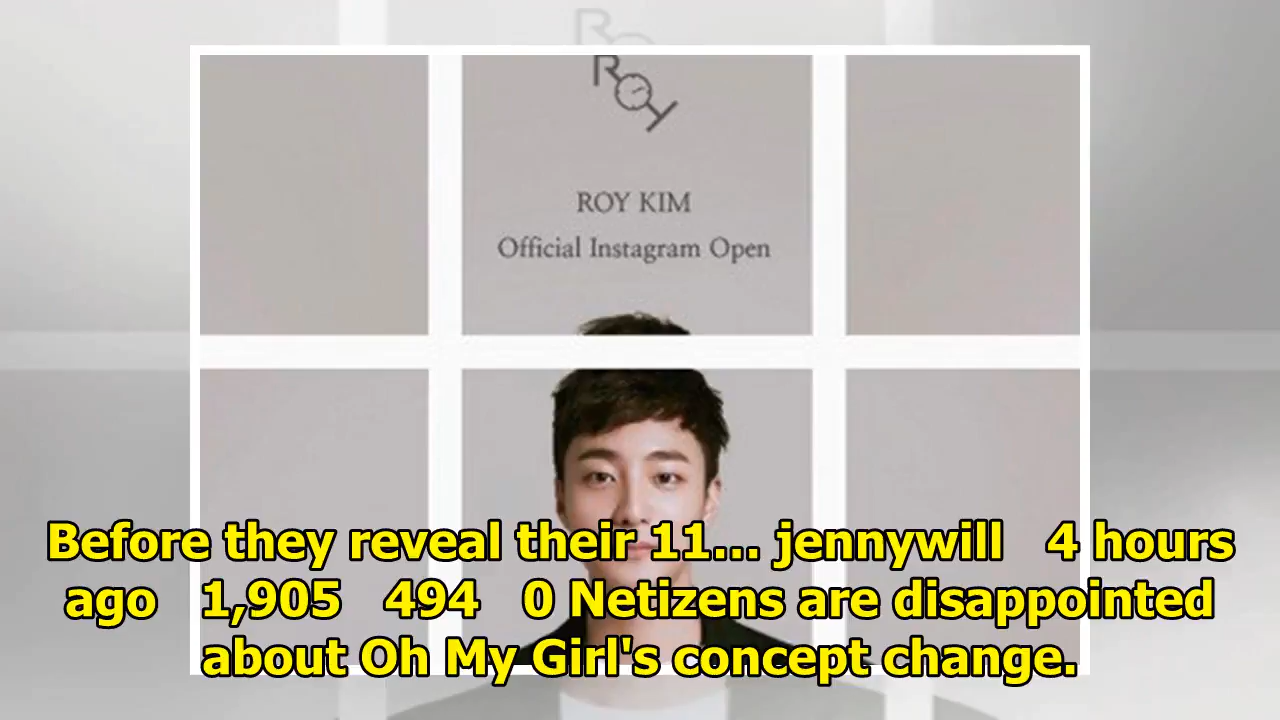 ROY
ROY KIM
Official Instagram Open
Before they reveal their 11... jennywill 4 hours
ago 1,905 494 0 Netizens are disappointed
about Oh My Girl's concept change.